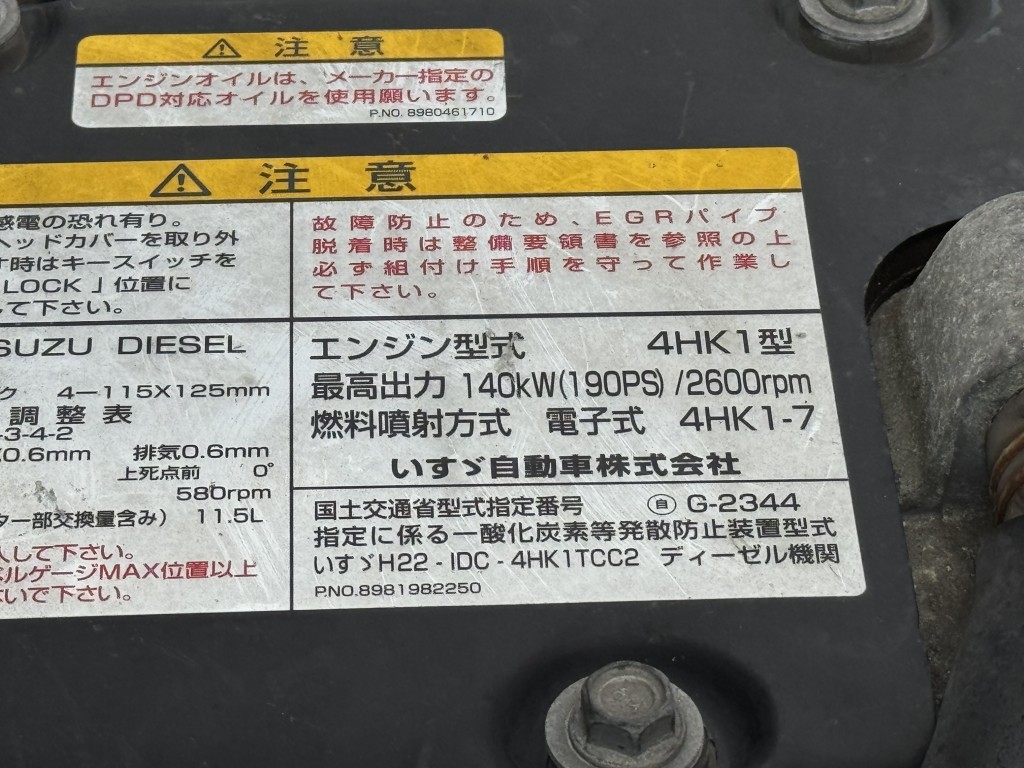 注意
エンジンオイルは、メーカー指定の
DPD対応オイルを使用願います。
P.NO. 8980461710
注意
感電の恐れ有り。
ヘッドカバーを取り外
す時はキースイッチを
LOCK 」位置に
して下さい。
故障防止のため、EGRパイプ
脱着時は整備要領書を参照の上
必ず組付け手順を守って作業し
て下さい。
SUZU DIESEL
ク 4—115X125mm
調整表
-3-4-2
0.6mm 排気0.6mm
上死点前 0°
580rpm
ター部交換量含み) 11.5L
して下さい。
ルゲージMAX位置以上
ないで下さい。
エンジン型式 4HK1型
最高出力 140kW(190PS) /2600rpm
燃料噴射方式 電子式 4HK1-7
いすゞ自動車株式会社
国土交通省型式指定番号 自 G-2344
指定に係る一酸化炭素等発散防止装置型式
いすゞH22 - IDC - 4HK1TCC2 ディーゼル機関
P.NO.8981982250